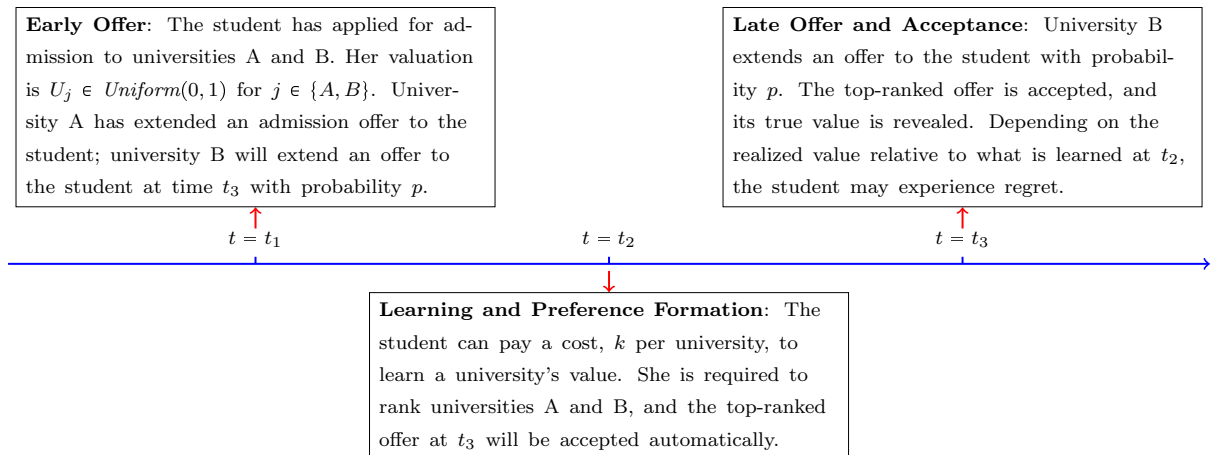 Early Offer: The student has applied for ad-
mission to universities A and B. Her valuation
is U_j ∈ Uniform(0, 1) for j ∈ {A, B}. Univer-
sity A has extended an admission offer to the
student; university B will extend an offer to
the student at time t_3 with probability p.
Late Offer and Acceptance: University B
extends an offer to the student with probabil-
ity p. The top-ranked offer is accepted, and
its true value is revealed. Depending on the
realized value relative to what is learned at t_2,
the student may experience regret.
t = t_1
t = t_2
t = t_3
Learning and Preference Formation: The
student can pay a cost, k per university, to
learn a university's value. She is required to
rank universities A and B, and the top-ranked
offer at t_3 will be accepted automatically.